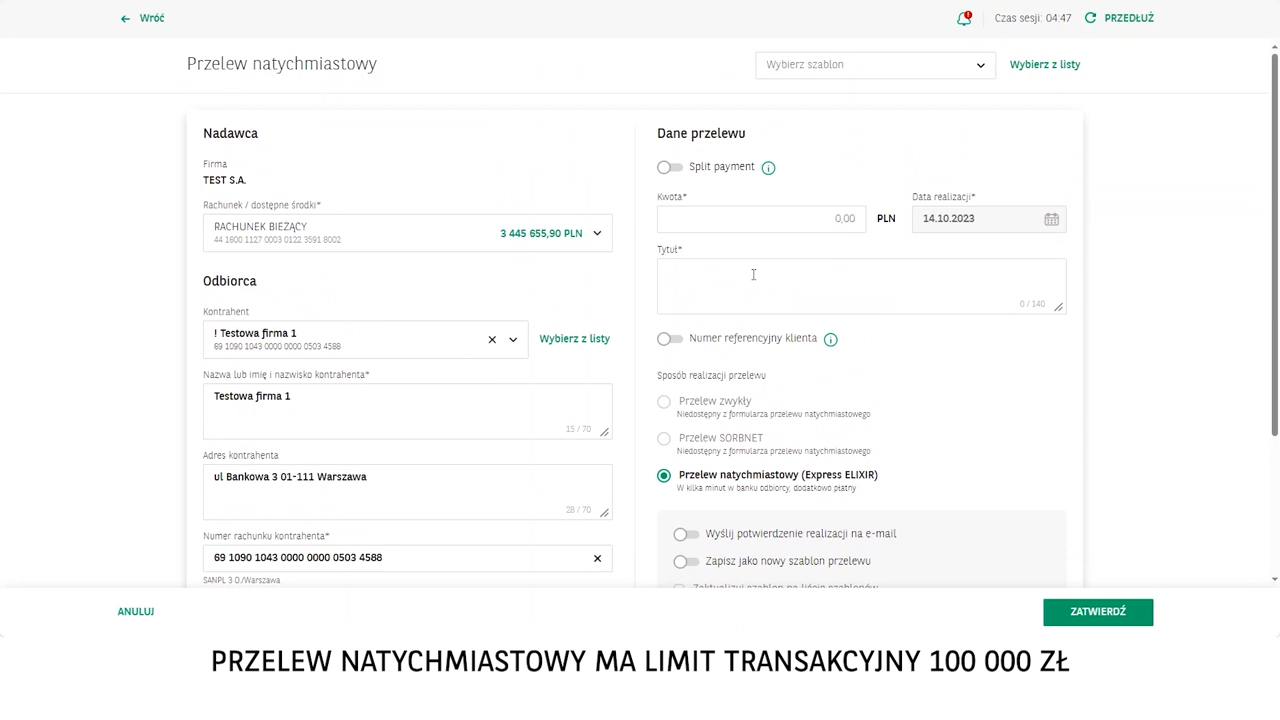 Wróć
1
Czas sesji: 04:47
PRZEDŁUŻ
Przelew natychmiastowy
Wybierz szablon
Wybierz z listy
Nadawca
Firma
TEST S.A.
Rachunek / dostępne środki*
RACHUNEK BIEŻĄCY
44 1600 1127 0003 0122 3591 8002
3 445 655,90 PLN
Odbiorca
Kontrahent
! Testowa firma 1
69 1090 1043 0000 0000 0503 4588
Wybierz z listy
Nazwa lub imię i nazwisko kontrahenta*
Testowa firma 1
15 / 70
Adres kontrahenta
ul Bankowa 3 01-111 Warszawa
28 / 70
Numer rachunku kontrahenta*
69 1090 1043 0000 0000 0503 4588
SANPL 3 O./Warszawa
Dane przelewu
Split payment
Kwota*
0,00
PLN
Data realizacji*
14.10.2023
Tytuł*
0 / 140
Numer referencyjny klienta
Sposób realizacji przelewu
Przelew zwykły
Niedostępny z formularza przelewu natychmiastowego
Przelew SORBNET
Niedostępny z formularza przelewu natychmiastowego
Przelew natychmiastowy (Express ELIXIR)
W kilka minut w banku odbiorcy, dodatkowo płatny
Wyślij potwierdzenie realizacji na e-mail
Zapisz jako nowy szablon przelewu
Zaktualizuj szablon na liście szablonów
ANULUJ
ZATWIERDŹ
PRZELEW NATYCHMIASTOWY MA LIMIT TRANSAKCYJNY 100 000 ZŁ